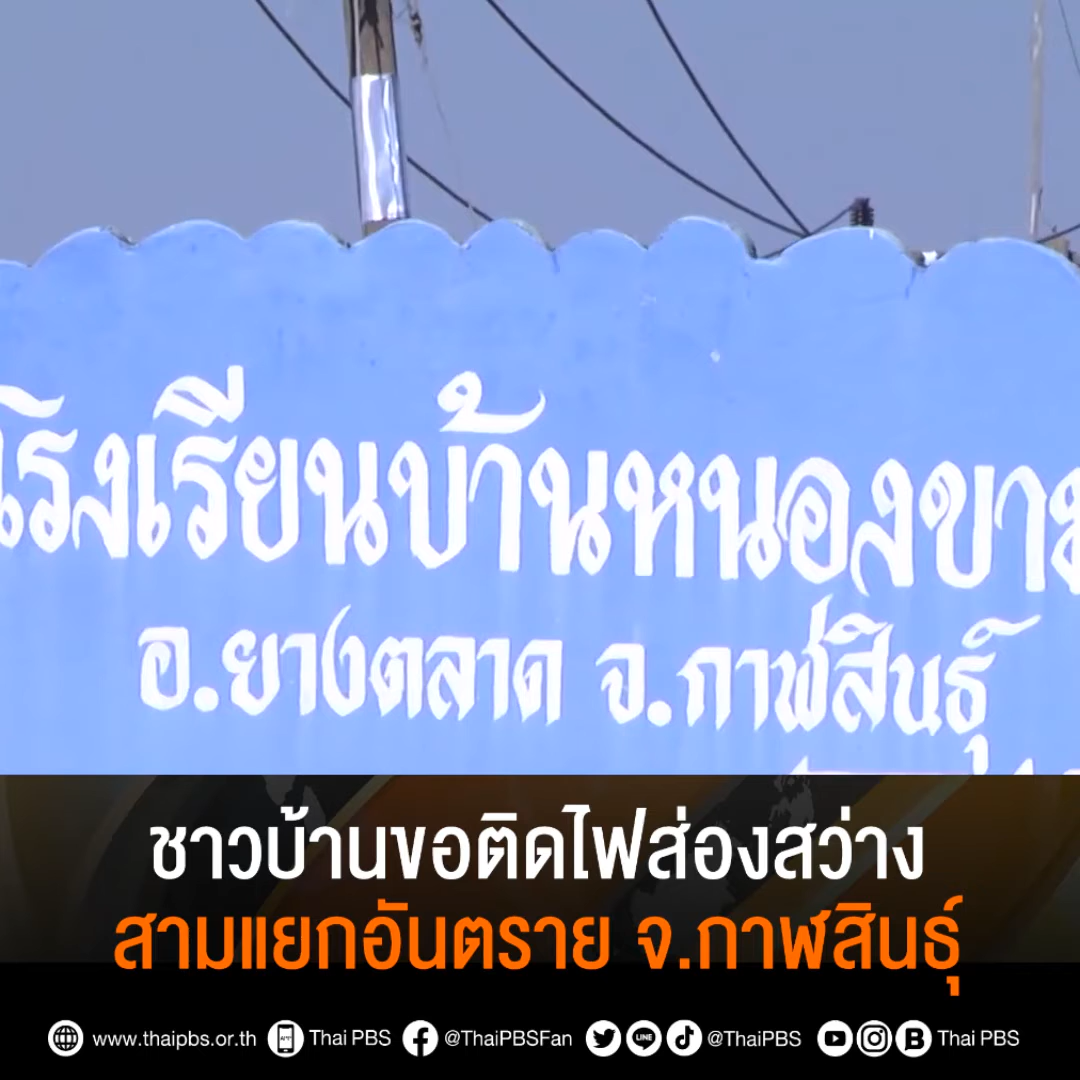 โรงเรียนบ้านหนองขาม
อ.ยางตลาด จ.กาฬสินธุ์
ชาวบ้านขอติดไฟส่องสว่าง
สามแยกอันตราย จ.กาฬสินธุ์
www.thaipbs.or.th Thai PBS @ThaiPBSFan @ThaiPBS Thai PBS